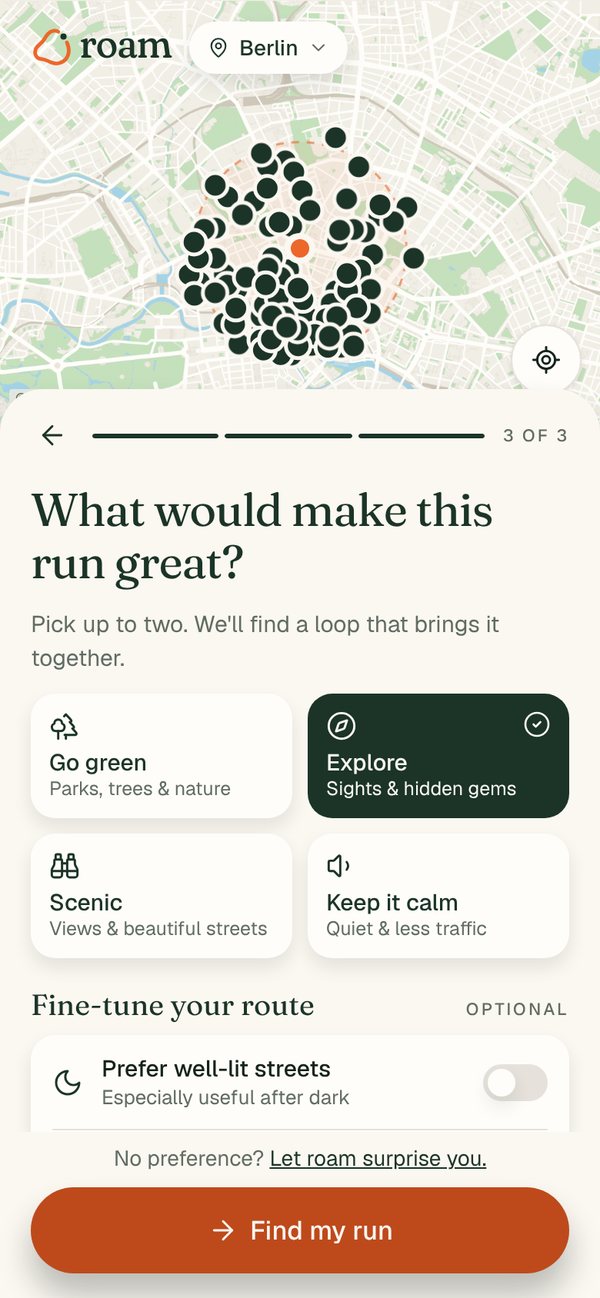 roam
Berlin
3 OF 3
What would make this
run great?
Pick up to two. We'll find a loop that brings it
together.
Go green
Parks, trees & nature
Explore
Sights & hidden gems
Scenic
Views & beautiful streets
Keep it calm
Quiet & less traffic
Fine-tune your route
OPTIONAL
Prefer well-lit streets
Especially useful after dark
No preference? Let roam surprise you.
Find my run